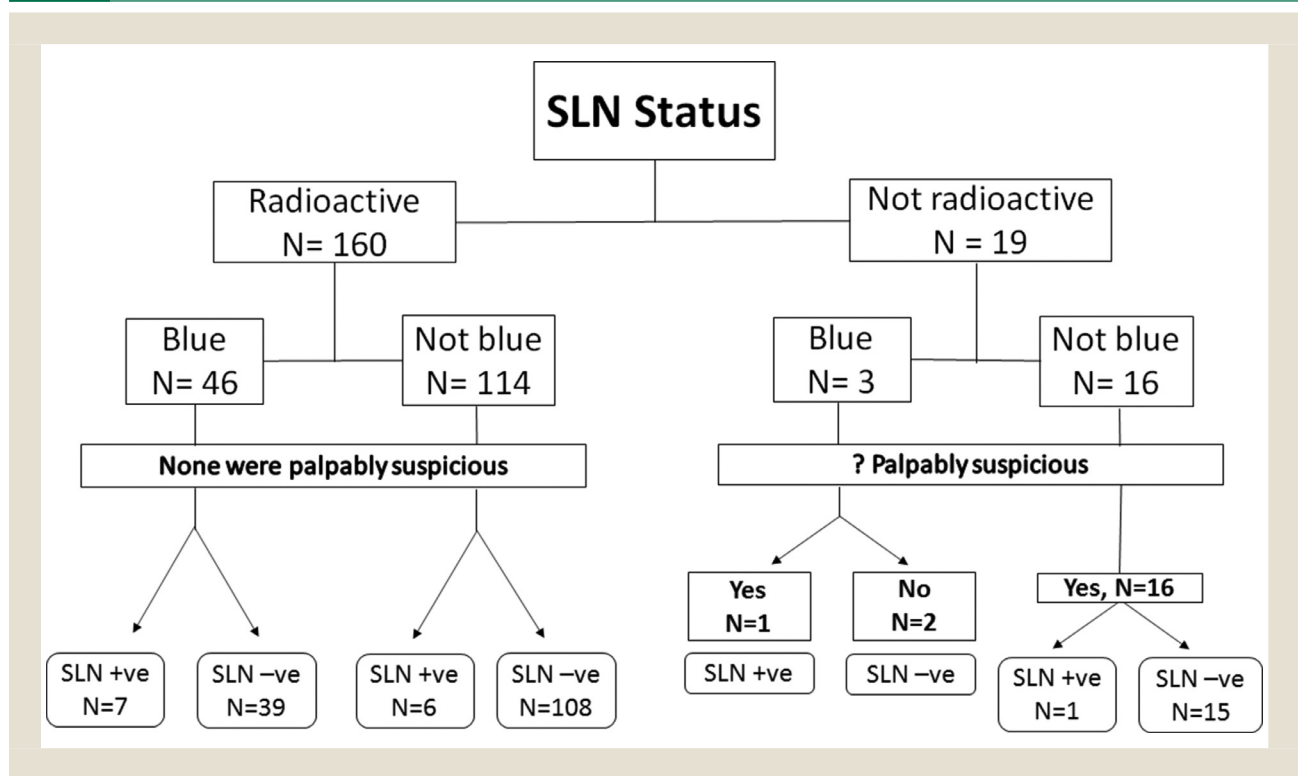 SLN Status
Radioactive
N= 160
Not radioactive
N = 19
Blue
N= 46
Not blue
N= 114
Blue
N= 3
Not blue
N= 16
None were palpably suspicious
? Palpably suspicious
Yes
N=1
No
N=2
Yes, N=16
SLN +ve
N=7
SLN –ve
N=39
SLN +ve
N=6
SLN –ve
N=108
SLN +ve
SLN –ve
SLN +ve
N=1
SLN –ve
N=15